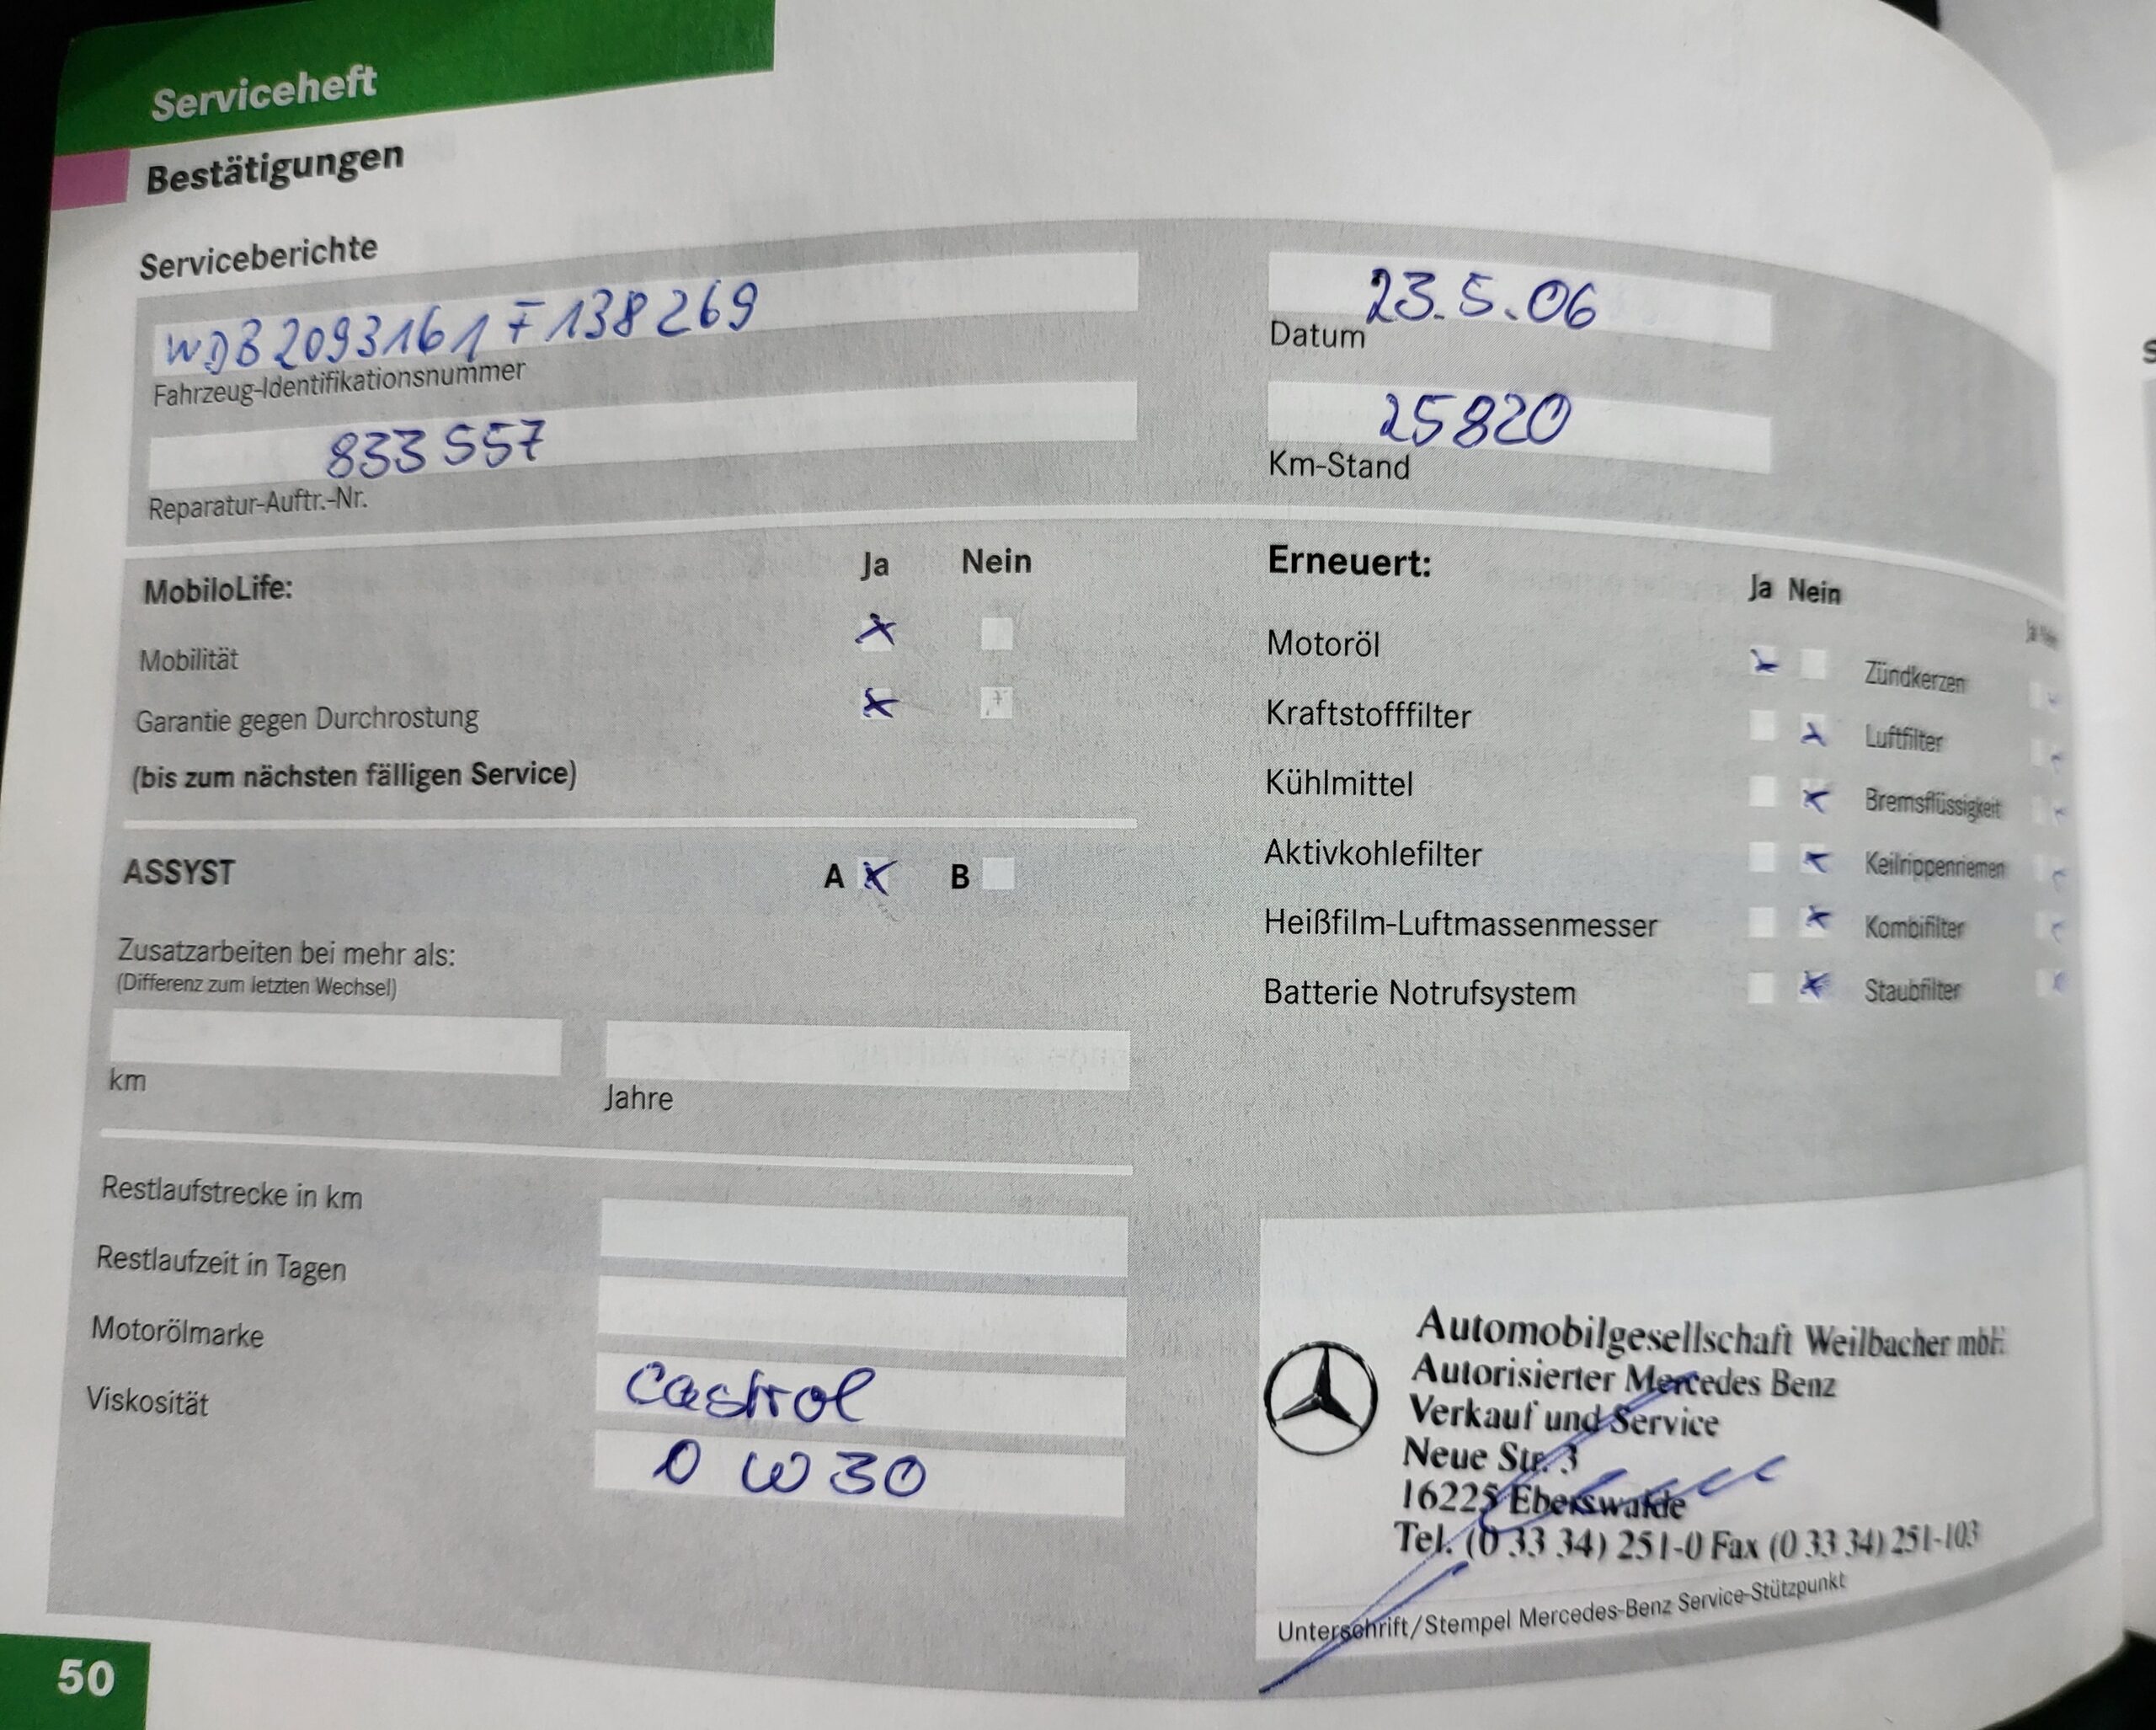 Serviceheft
Bestätigungen
Serviceberichte
WDB2093161F138269
Fahrzeug-Identifikationsnummer
833557
Reparatur-Auftr.-Nr.
23.5.06
Datum
25820
Km-Stand
MobiloLife:
Ja Nein
Mobilität
Garantie gegen Durchrostung
(bis zum nächsten fälligen Service)
ASSYST
A B
Zusatzarbeiten bei mehr als:
(Differenz zum letzten Wechsel)
km
Jahre
Restlaufstrecke in km
Restlaufzeit in Tagen
Motorölmarke
Viskosität
Castrol
0 W 30
Erneuert:
Ja Nein
Motoröl
Kraftstofffilter
Kühlmittel
Aktivkohlefilter
Heißfilm-Luftmassenmesser
Batterie Notrufsystem
Ja Nein
Zündkerzen
Luftfilter
Bremsflüssigkeit
Keilrippenriemen
Kombifilter
Staubfilter
Automobilgesellschaft Weilbacher mbH
Autorisierter Mercedes Benz
Verkauf und Service
Neue Str. 3
16225 Eberswalde
Tel. (0 33 34) 251-0 Fax (0 33 34) 251-103
Unterschrift/Stempel Mercedes-Benz Service-Stützpunkt
50